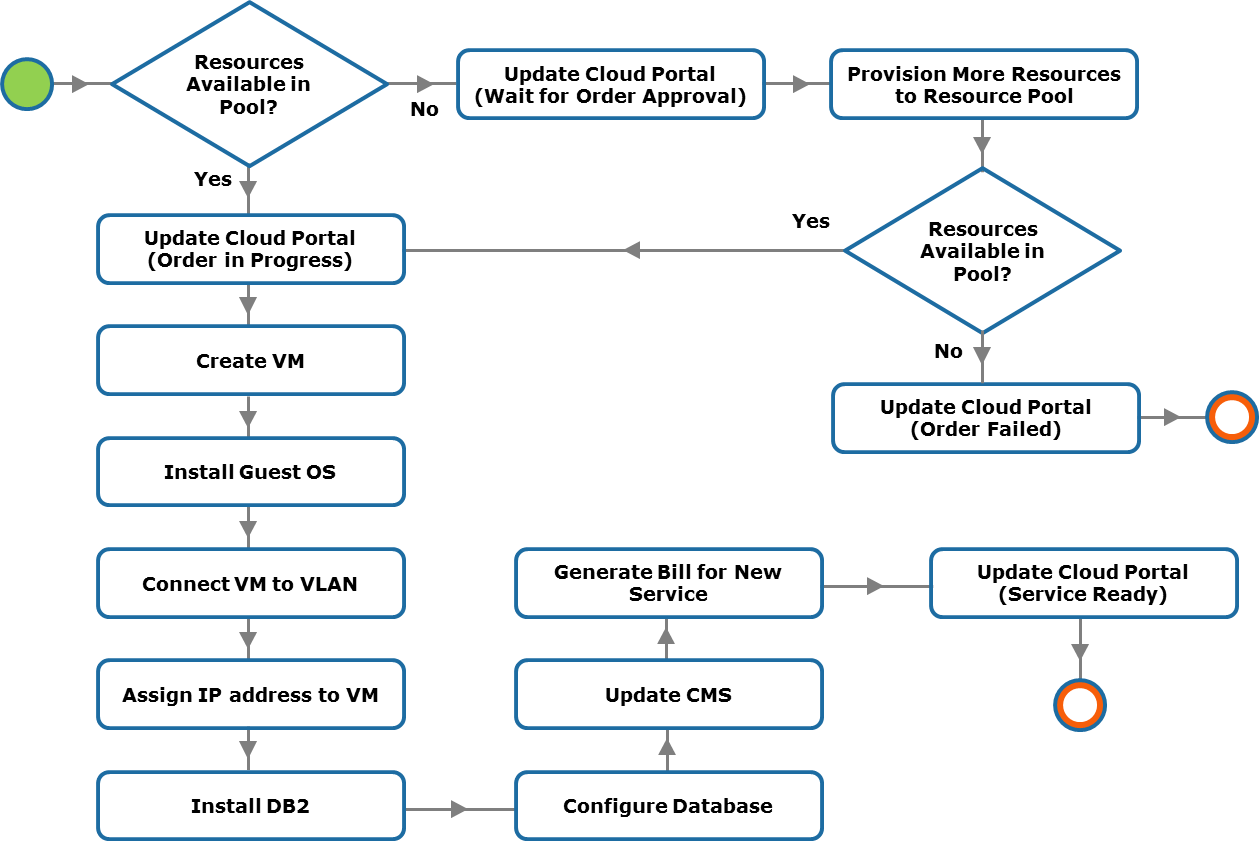 Resources
Available in
Pool?
No
Update Cloud Portal
(Wait for Order Approval)
Provision More Resources
to Resource Pool
Yes
Update Cloud Portal
(Order in Progress)
Yes
Resources
Available in
Pool?
Create VM
No
Update Cloud Portal
(Order Failed)
Install Guest OS
Connect VM to VLAN
Generate Bill for New
Service
Update Cloud Portal
(Service Ready)
Assign IP address to VM
Update CMS
Install DB2
Configure Database